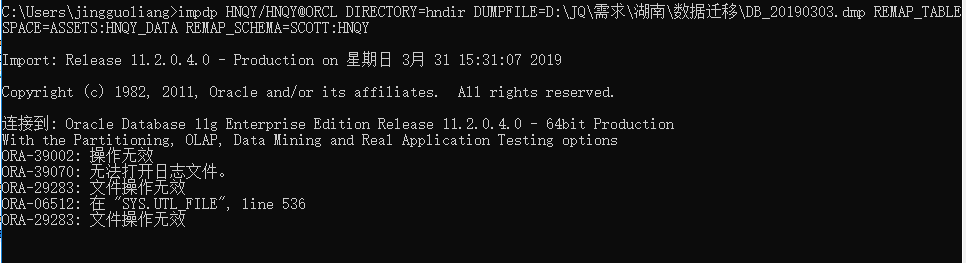 C:\Users\jingguoliang>impdp HNQY/HNQY@ORCL DIRECTORY=hndir DUMPFILE=D:\JQ\需求\湖南\数据迁移\DB_20190303.dmp REMAP_TABLE
SPACE=ASSETS:HNQY_DATA REMAP_SCHEMA=SCOTT:HNQY
Import: Release 11.2.0.4.0 - Production on 星期日 3月 31 15:31:07 2019
Copyright (c) 1982, 2011, Oracle and/or its affiliates.  All rights reserved.
连接到: Oracle Database 11g Enterprise Edition Release 11.2.0.4.0 - 64bit Production
With the Partitioning, OLAP, Data Mining and Real Application Testing options
ORA-39002: 操作无效
ORA-39070: 无法打开日志文件。
ORA-29283: 文件操作无效
ORA-06512: 在 "SYS.UTL_FILE", line 536
ORA-29283: 文件操作无效